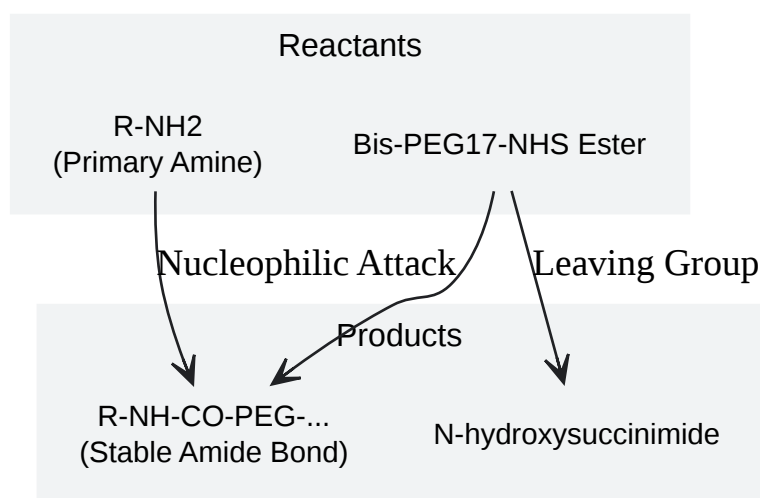 Reactants
R-NH2
(Primary Amine)
Bis-PEG17-NHS Ester
Nucleophilic Attack
Leaving Group
Products
R-NH-CO-PEG-...
(Stable Amide Bond)
N-hydroxysuccinimide